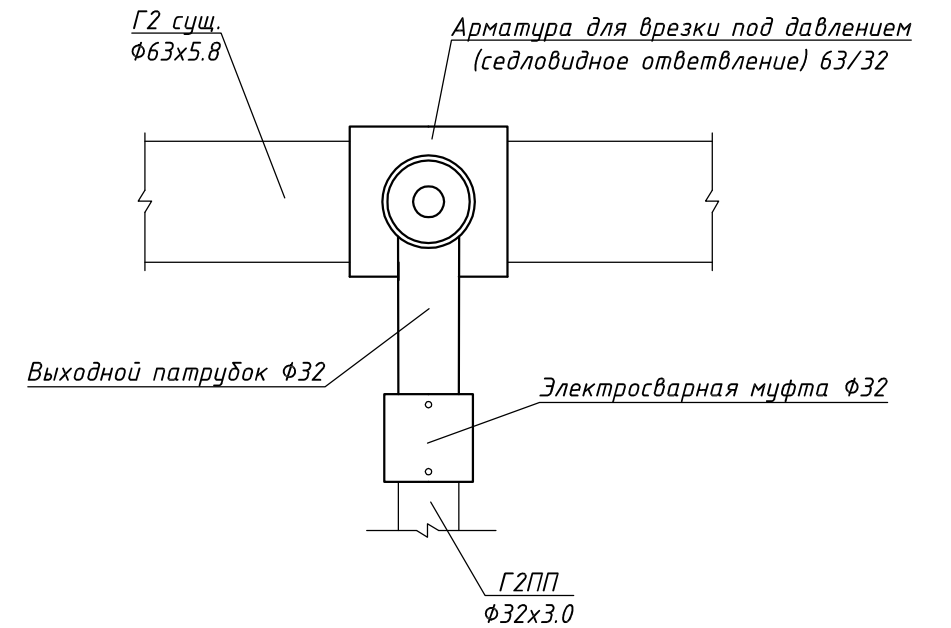 Г2 сущ.
Ф63х5.8
Арматура для врезки под давлением
(седловидное ответвление) 63/32
Выходной патрубок Ф32
Электросварная муфта Ф32
Г2ПП
Ф32х3.0